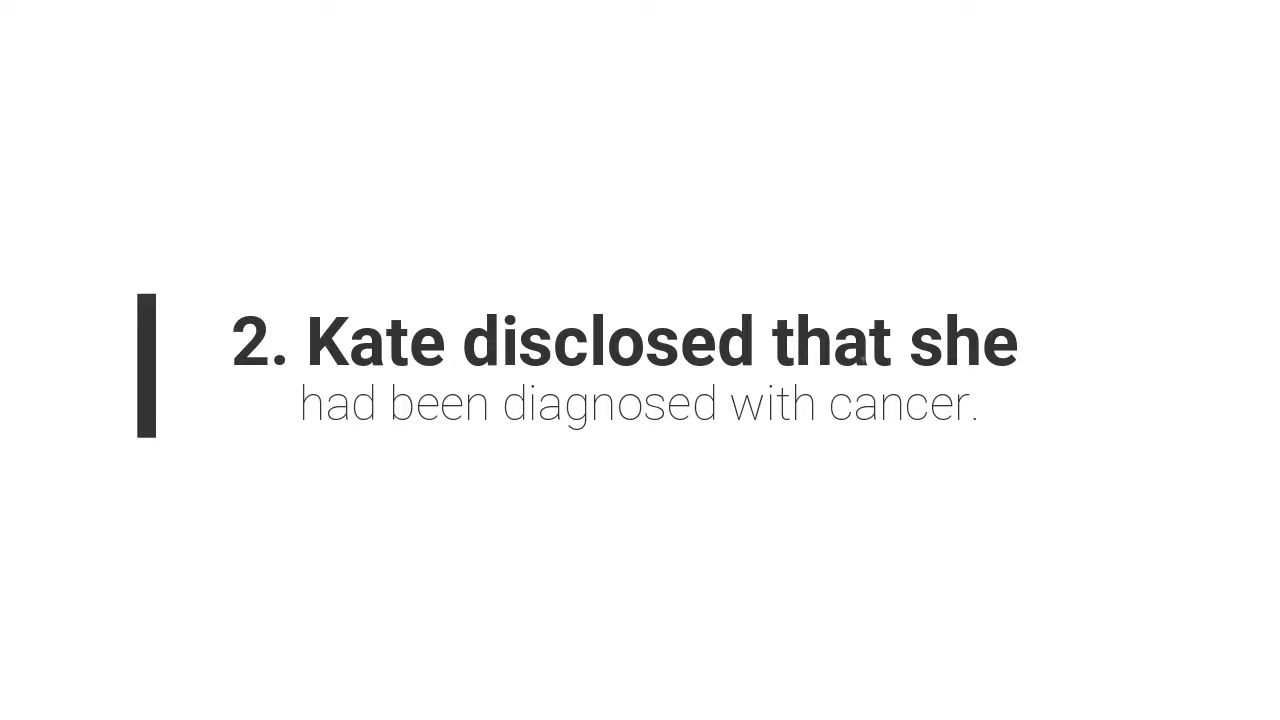 2. Kate disclosed that she
had been diagnosed with cancer.